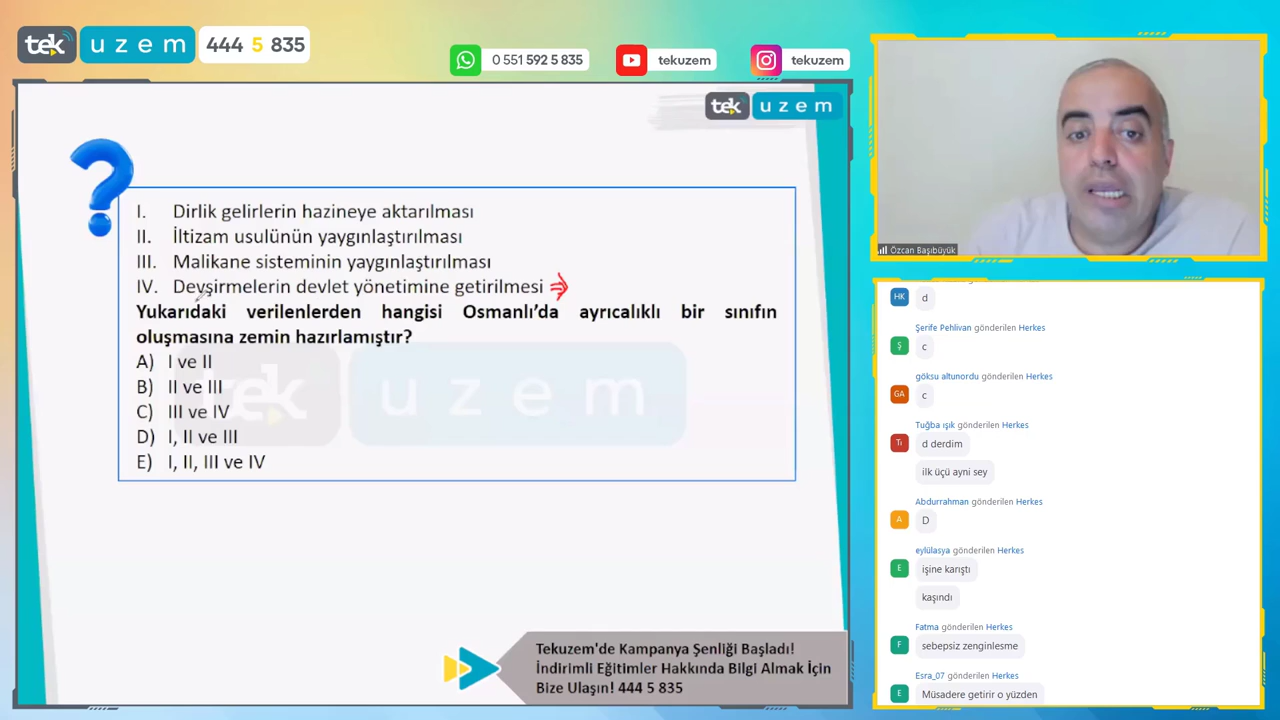 tek uzem 444 5 835
0 551 592 5 835
tekuzem
tekuzem
tek uzem
I. Dirlik gelirlerin hazineye aktarılması
II. İltizam usulünün yaygınlaştırılması
III. Malikane sisteminin yaygınlaştırılması
IV. Devşirmelerin devlet yönetimine getirilmesi
Yukarıdaki verilenlerden hangisi Osmanlı’da ayrıcalıklı bir sınıfın
oluşmasına zemin hazırlamıştır?
A) I ve II
B) II ve III
C) III ve IV
D) I, II ve III
E) I, II, III ve IV
tek uzem
Tekuzem'de Kampanya Şenliği Başladı!
İndirimli Eğitimler Hakkında Bilgi Almak İçin
Bize Ulaşın! 444 5 835
Özcan Başıbüyük
HK
d
Şerife Pehlivan gönderilen Herkes
Ş
c
göksu altunordu gönderilen Herkes
GA
c
Tuğba ışık gönderilen Herkes
Tı
d derdim
ilk üçü ayni sey
Abdurrahman gönderilen Herkes
A
D
eylülasya gönderilen Herkes
E
işine karıştı
kaşındı
Fatma gönderilen Herkes
F
sebepsiz zenginlesme
Esra_07 gönderilen Herkes
E
Müsadere getirir o yüzden